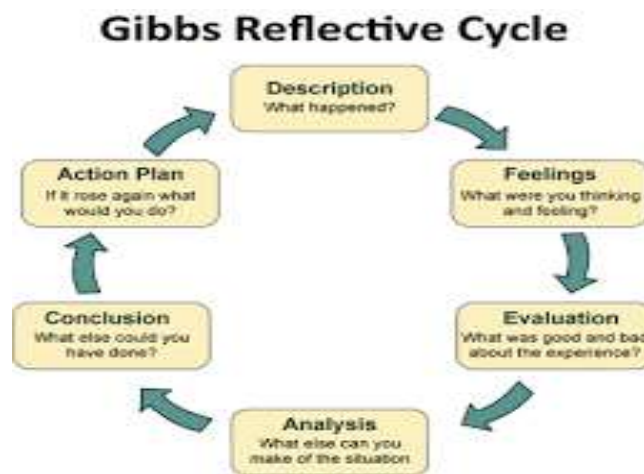 Gibbs Reflective Cycle
Description
What happened?
Feelings
What were you thinking
and feeling?
Evaluation
What was good and bad
about the experience?
Analysis
What else can you
make of the situation
Conclusion
What else could you
have done?
Action Plan
If it rose again what
would you do?